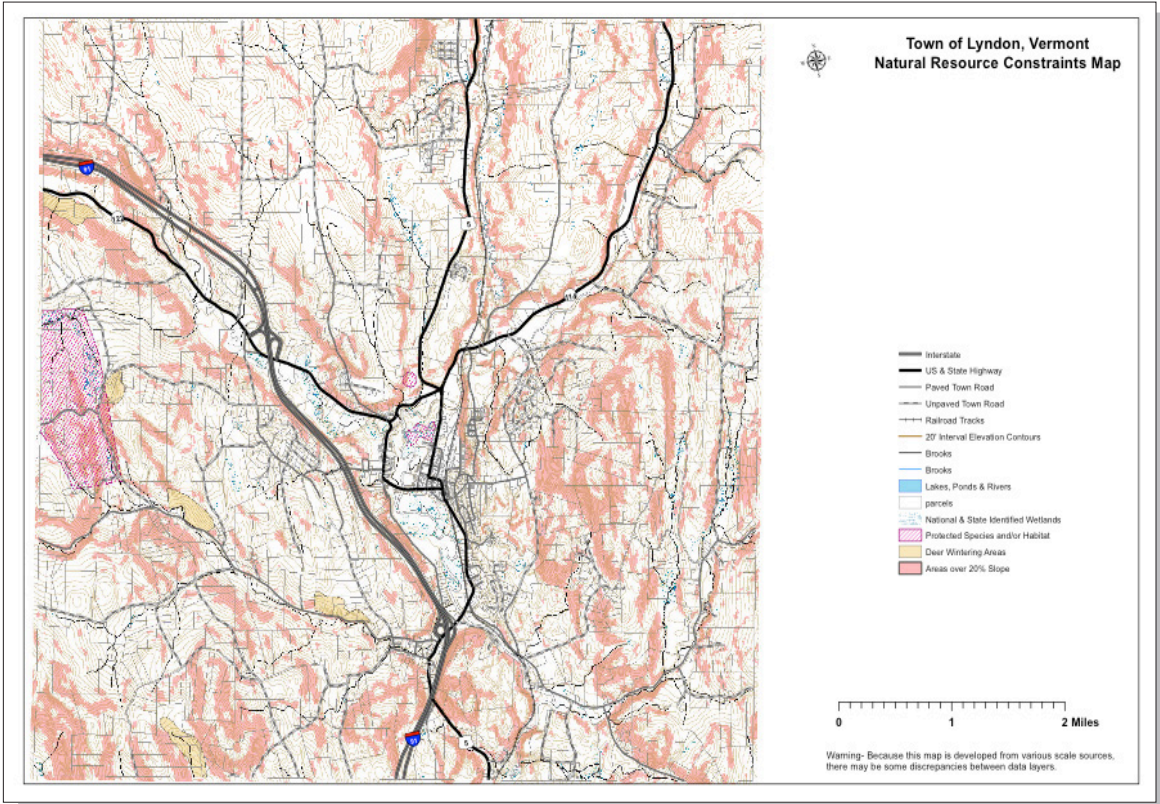 Town of Lyndon, Vermont
Natural Resource Constraints Map
91
122
5
114
Interstate
US & State Highway
Paved Town Road
Unpaved Town Road
Railroad Tracks
20' Interval Elevation Contours
Brooks
Brooks
Lakes, Ponds & Rivers
parcels
National & State Identified Wetlands
Protected Species and/or Habitat
Deer Wintering Areas
Areas over 20% Slope
0 1 2 Miles
91
5
Warning- Because this map is developed from various scale sources,
there may be some discrepancies between data layers.